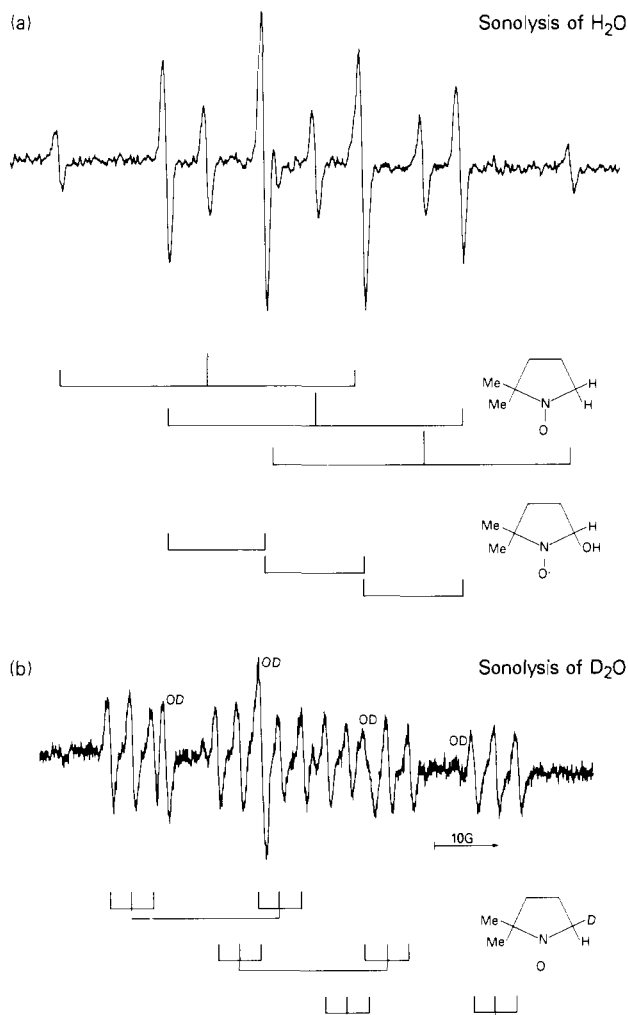 (a) Sonolysis of H₂O
Me H
Me N H
O
Me H
Me N OH
O·
(b) Sonolysis of D₂O
OD
OD
OD
OD
10G
Me D
Me N H
O